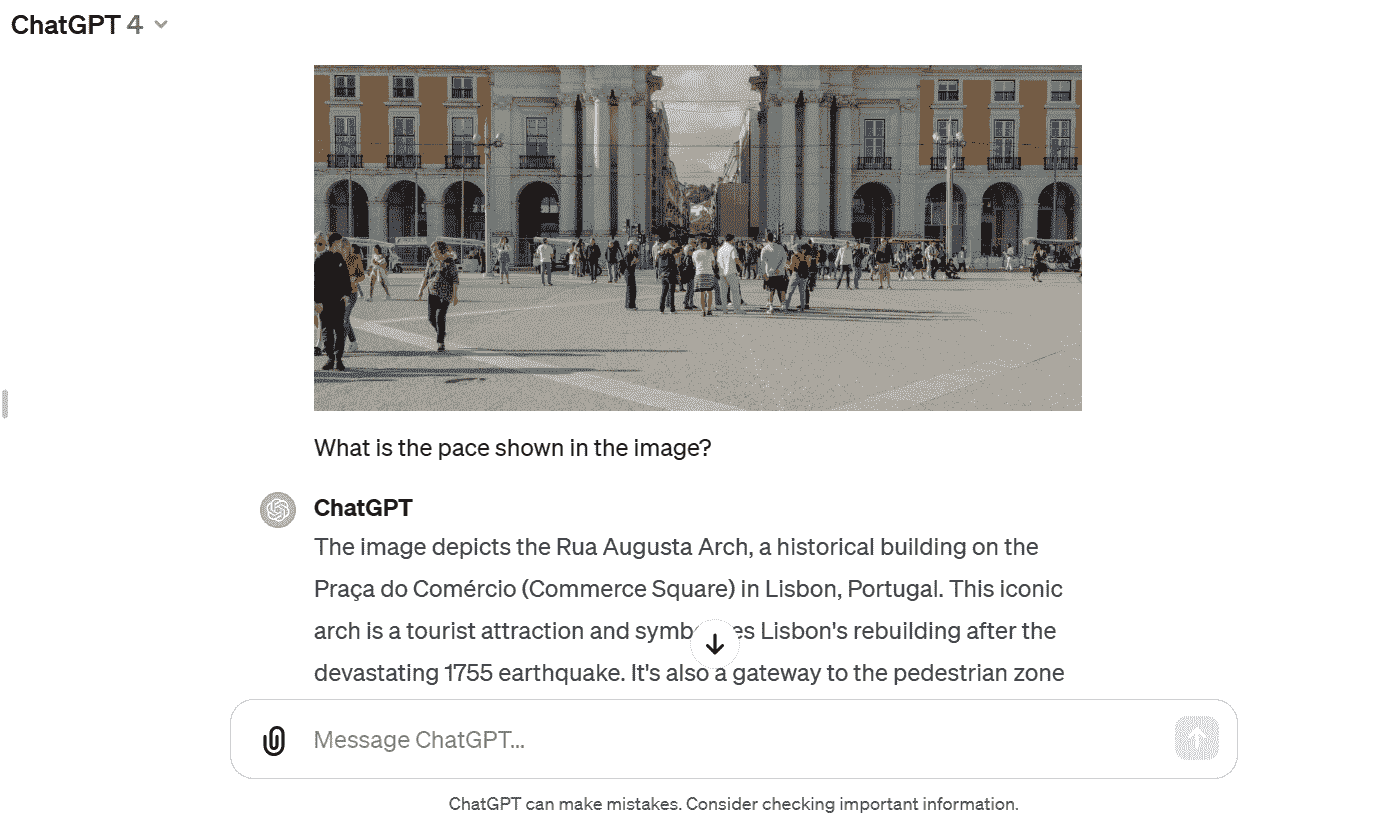 ChatGPT 4
What is the pace shown in the image?
ChatGPT
The image depicts the Rua Augusta Arch, a historical building on the
Praça do Comércio (Commerce Square) in Lisbon, Portugal. This iconic
arch is a tourist attraction and Lisbon's rebuilding after the
devastating 1755 earthquake. It's also a gateway to the pedestrian zone
Message ChatGPT...
ChatGPT can make mistakes. Consider checking important information.